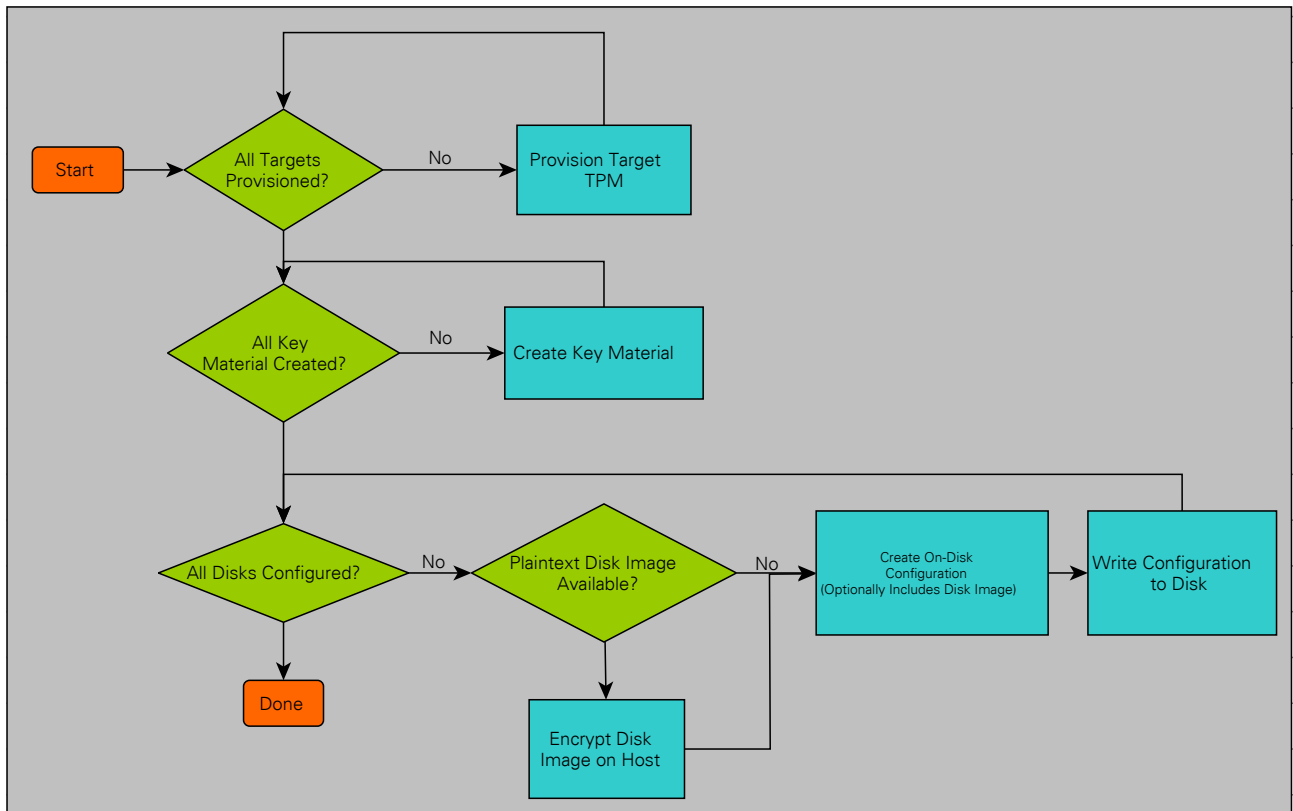 Start
All Targets
Provisioned?
No
Provision Target
TPM
All Key
Material Created?
No
Create Key Material
All Disks Configured?
No
Plaintext Disk Image
Available?
No
Create On-Disk
Configuration
(Optionally Includes Disk Image)
Write Configuration
to Disk
Done
Encrypt Disk
Image on Host